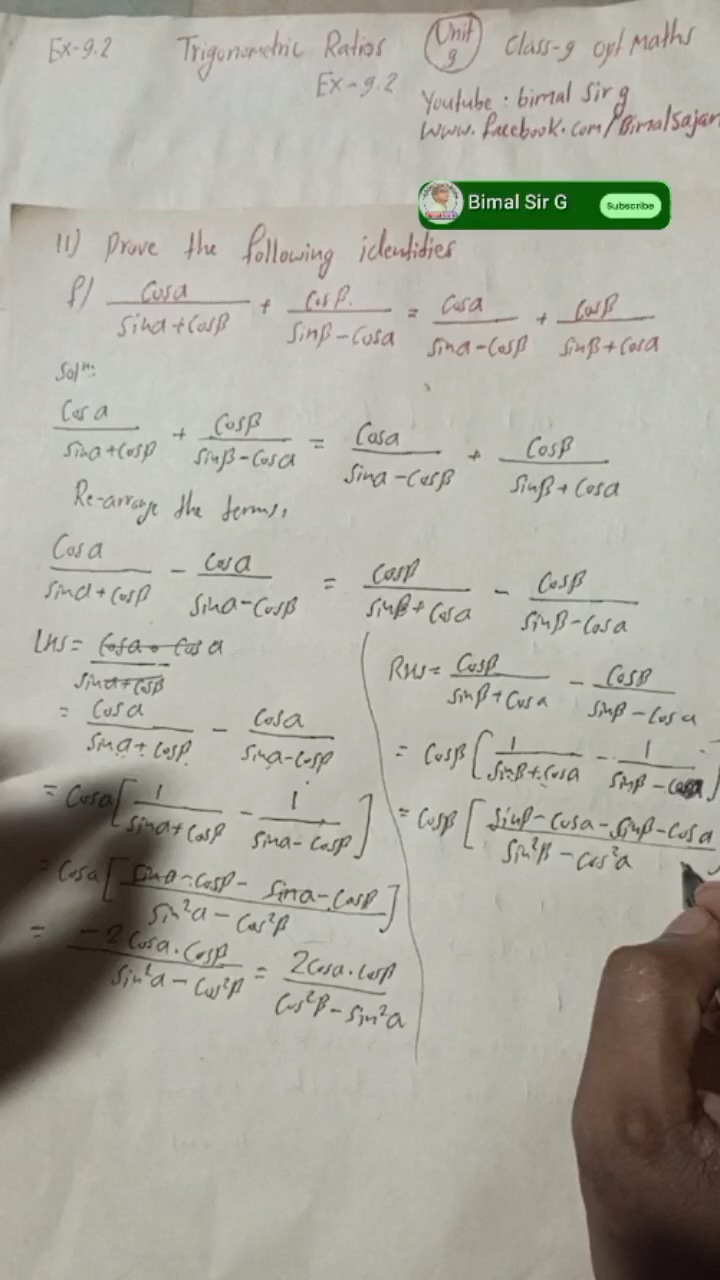 Ex-9.2 Trigonometric Ratios Unit 9 Class-9 opt Maths
Ex-9.2
Youtube : bimal Sir g
www.facebook.com/Bimalsajan
Bimal Sir G Subscribe
11) Prove the following identities
f) Cosα/(Sinα+Cosβ) + Cosβ/(Sinβ-Cosα) = Cosα/(Sinα-Cosβ) + Cosβ/(Sinβ+Cosα)
Solⁿ:
Cosα/(Sinα+Cosβ) + Cosβ/(Sinβ-Cosα) = Cosα/(Sinα-Cosβ) + Cosβ/(Sinβ+Cosα)
Re-arrange the terms,
Cosα/(Sinα+Cosβ) - Cosα/(Sinα-Cosβ) = Cosβ/(Sinβ+Cosα) - Cosβ/(Sinβ-Cosα)
LHS =
= Cosα/(Sinα+Cosβ) - Cosα/(Sinα-Cosβ)
= Cosα[1/(Sinα+Cosβ) - 1/(Sinα-Cosβ)]
= Cosα[(Sinα-Cosβ-Sinα-Cosβ)/(Sin²α-Cos²β)]
= -2Cosα.Cosβ/(Sin²α-Cos²β) = 2Cosα.Cosβ/(Cos²β-Sin²α)
RHS = Cosβ/(Sinβ+Cosα) - Cosβ/(Sinβ-Cosα)
= Cosβ[1/(Sinβ+Cosα) - 1/(Sinβ-Cosα)]
= Cosβ[(Sinβ-Cosα-Sinβ-Cosα)/(Sin²β-Cos²α)